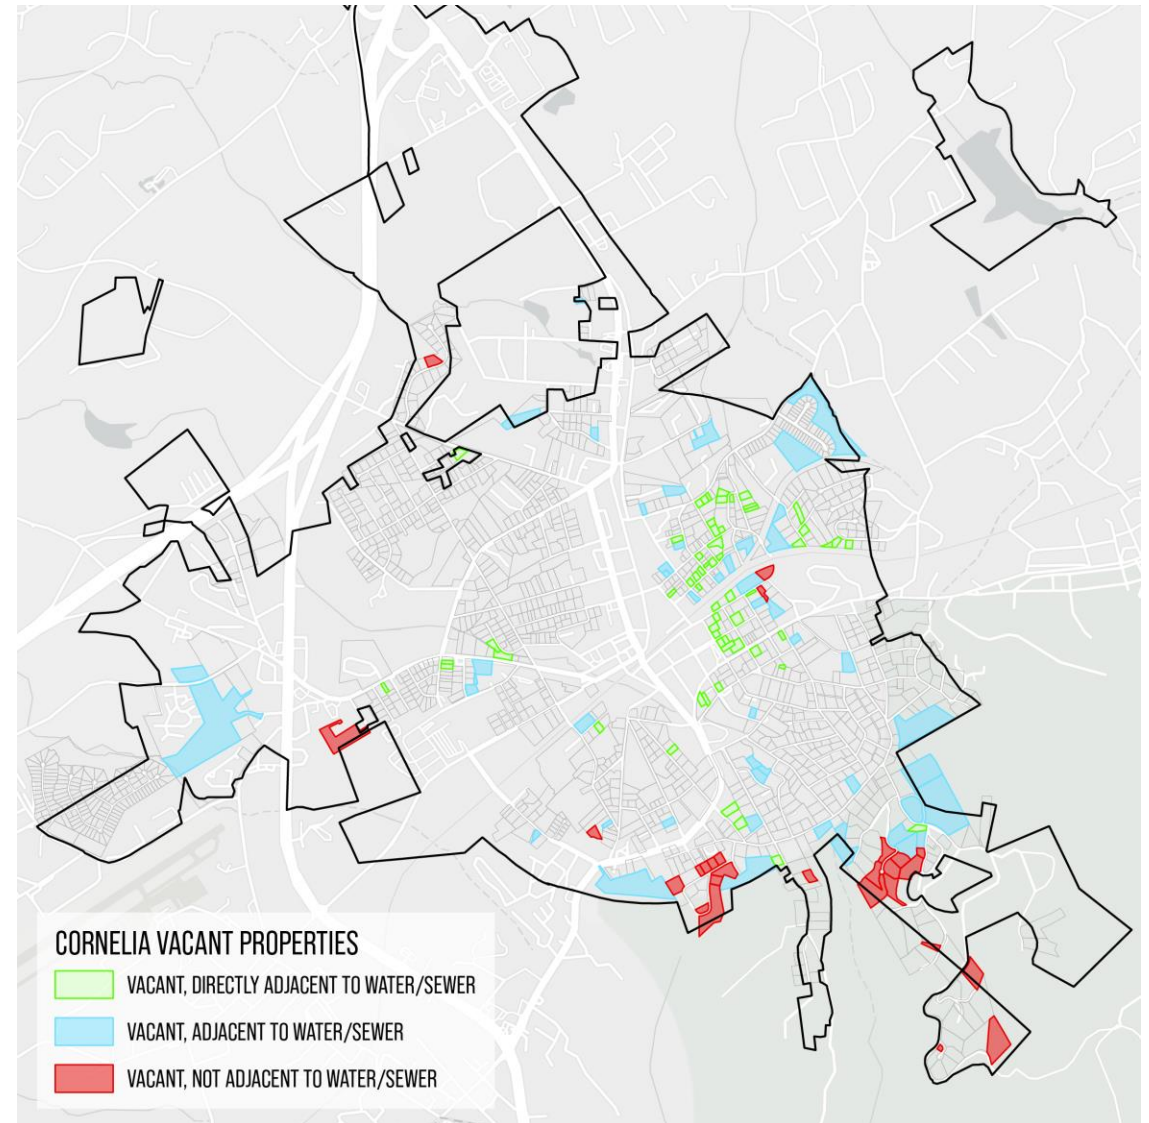 CORNELIA VACANT PROPERTIES
VACANT, DIRECTLY ADJACENT TO WATER/SEWER
VACANT, ADJACENT TO WATER/SEWER
VACANT, NOT ADJACENT TO WATER/SEWER